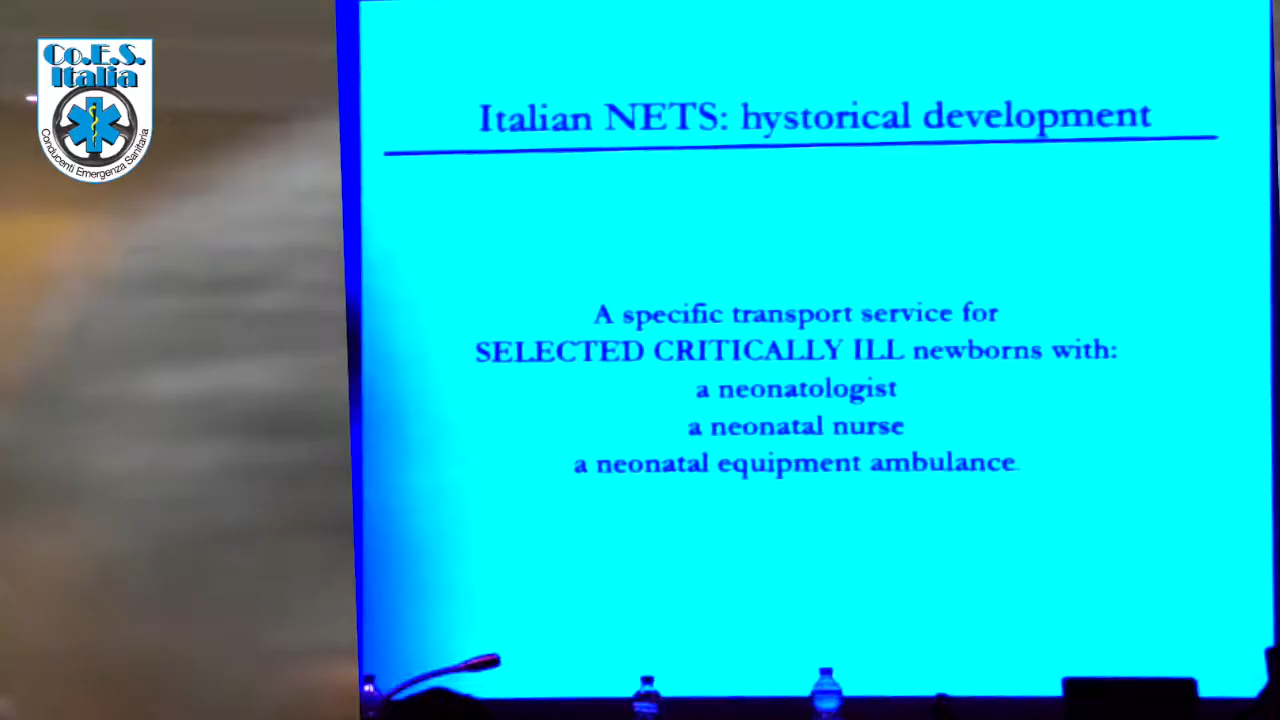 Co.E.S.
Italia
Conducenti Emergenza Sanitaria
Italian NETS: hystorical development
A specific transport service for
SELECTED CRITICALLY ILL newborns with:
a neonatologist
a neonatal nurse
a neonatal equipment ambulance